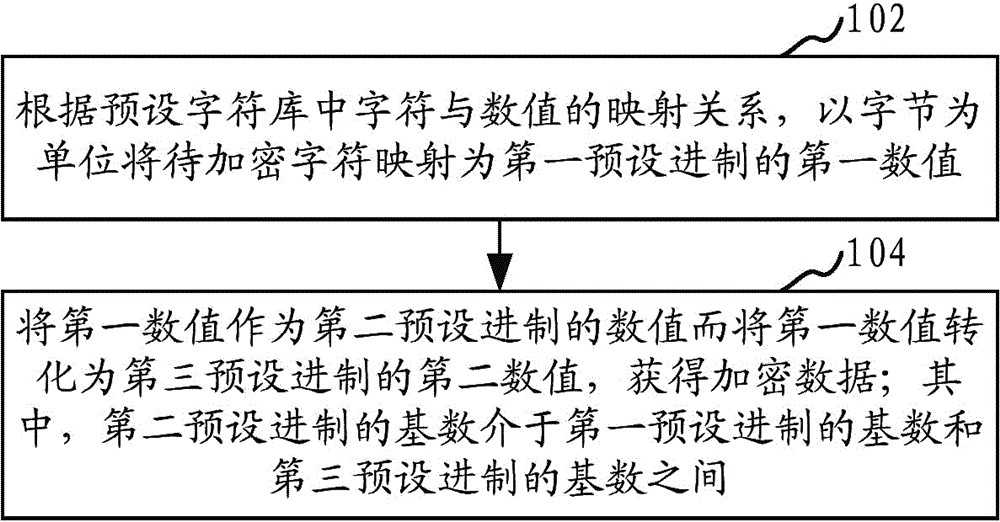 102
根据预设字符库中字符与数值的映射关系，以字节为
单位将待加密字符映射为第一预设进制的第一数值
104
将第一数值作为第二预设进制的数值而将第一数值转
化为第三预设进制的第二数值，获得加密数据；其
中，第二预设进制的基数介于第一预设进制的基数和
第三预设进制的基数之间